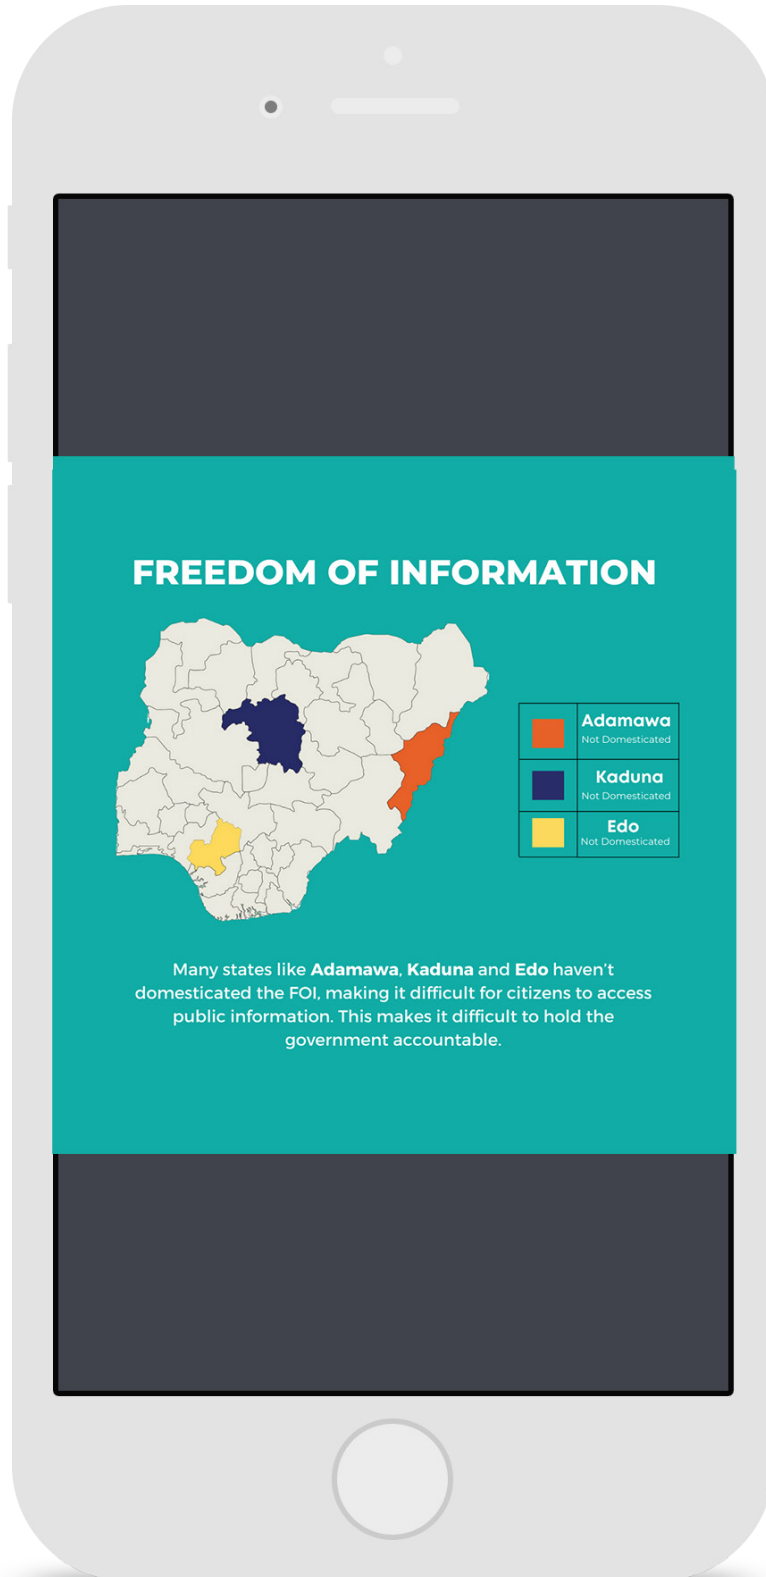 FREEDOM OF INFORMATION
Adamawa
Not Domesticated
Kaduna
Not Domesticated
Edo
Not Domesticated
Many states like Adamawa, Kaduna and Edo haven't
domesticated the FOI, making it difficult for citizens to access
public information. This makes it difficult to hold the
government accountable.